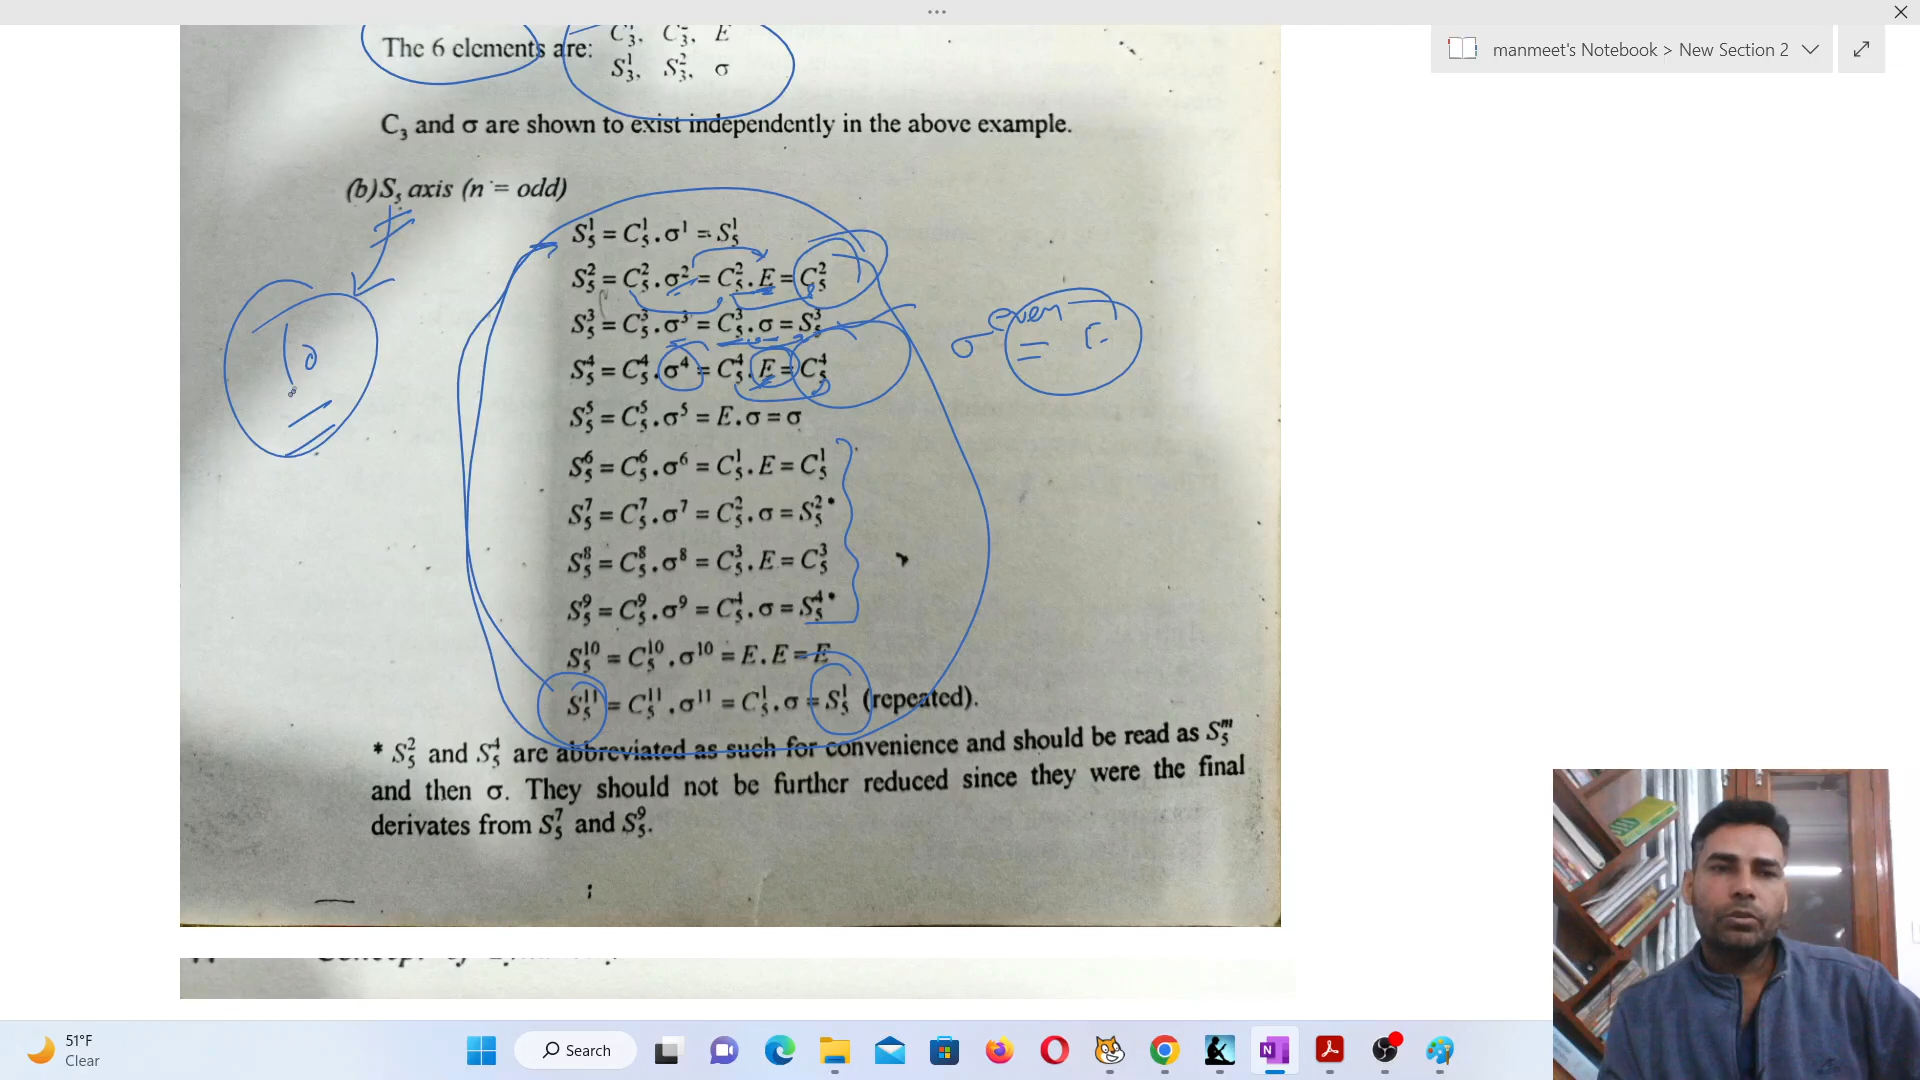 manmeet's Notebook > New Section 2
C₃¹, C₃², E
The 6 elements are:
S₃¹, S₃², σ
C₃ and σ are shown to exist independently in the above example.
(b) S₅ axis (n = odd)
S₅¹ = C₅¹ . σ¹ = S₅¹
S₅² = C₅² . σ² = C₅² . E = C₅²
S₅³ = C₅³ . σ³ = C₅³ . σ = S₅³
σ even = E
S₅⁴ = C₅⁴ . σ⁴ = C₅⁴ . E = C₅⁴
10
S₅⁵ = C₅⁵ . σ⁵ = E . σ = σ
S₅⁶ = C₅⁶ . σ⁶ = C₅¹ . E = C₅¹
S₅⁷ = C₅⁷ . σ⁷ = C₅² . σ = S₅²*
S₅⁸ = C₅⁸ . σ⁸ = C₅³ . E = C₅³
S₅⁹ = C₅⁹ . σ⁹ = C₅⁴ . σ = S₅⁴*
S₅¹⁰ = C₅¹⁰ . σ¹⁰ = E . E = E
S₅¹¹ = C₅¹¹ . σ¹¹ = C₅¹ . σ = S₅¹ (repeated).
* S₅² and S₅⁴ are abbreviated as such for convenience and should be read as S₅ᵐ
and then σ. They should not be further reduced since they were the final
derivates from S₅⁷ and S₅⁹.
51°F
Clear
Search